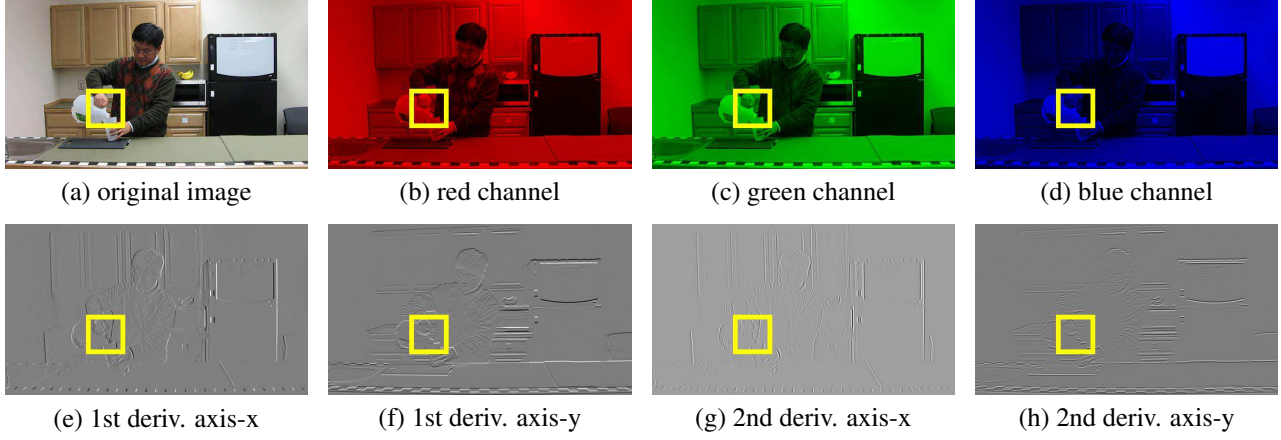 (a) original image
(b) red channel
(c) green channel
(d) blue channel
(e) 1st deriv. axis-x
(f) 1st deriv. axis-y
(g) 2nd deriv. axis-x
(h) 2nd deriv. axis-y